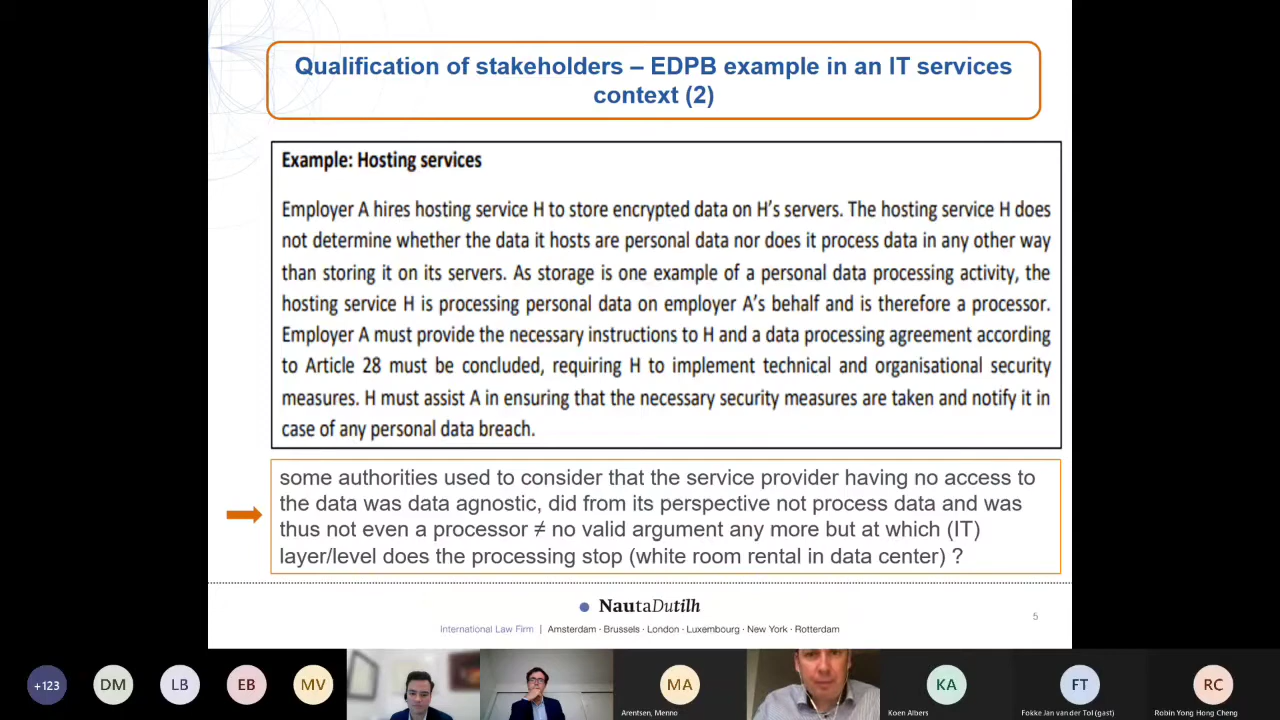 Qualification of stakeholders – EDPB example in an IT services
context (2)
Example: Hosting services
Employer A hires hosting service H to store encrypted data on H's servers. The hosting service H does
not determine whether the data it hosts are personal data nor does it process data in any other way
than storing it on its servers. As storage is one example of a personal data processing activity, the
hosting service H is processing personal data on employer A's behalf and is therefore a processor.
Employer A must provide the necessary instructions to H and a data processing agreement according
to Article 28 must be concluded, requiring H to implement technical and organisational security
measures. H must assist A in ensuring that the necessary security measures are taken and notify it in
case of any personal data breach.
some authorities used to consider that the service provider having no access to
the data was data agnostic, did from its perspective not process data and was
thus not even a processor ≠ no valid argument any more but at which (IT)
layer/level does the processing stop (white room rental in data center) ?
NautaDutilh
5
International Law Firm | Amsterdam · Brussels · London · Luxembourg · New York · Rotterdam
+123 DM LB EB MV MA KA FT RC
Arentsen, Menno Koen Albers Fokke Jan van der Tol (gast) Robin Yong Hong Cheng